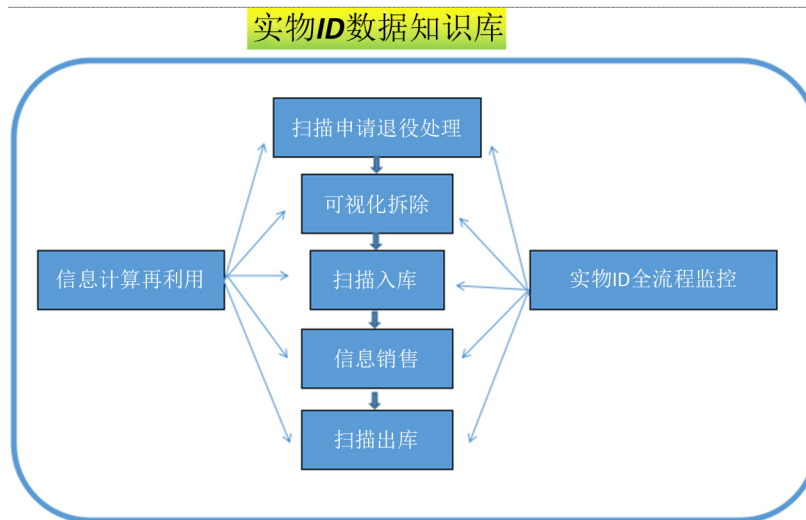 实物ID数据知识库
扫描申请退役处理
可视化拆除
信息计算再利用
扫描入库
实物ID全流程监控
信息销售
扫描出库